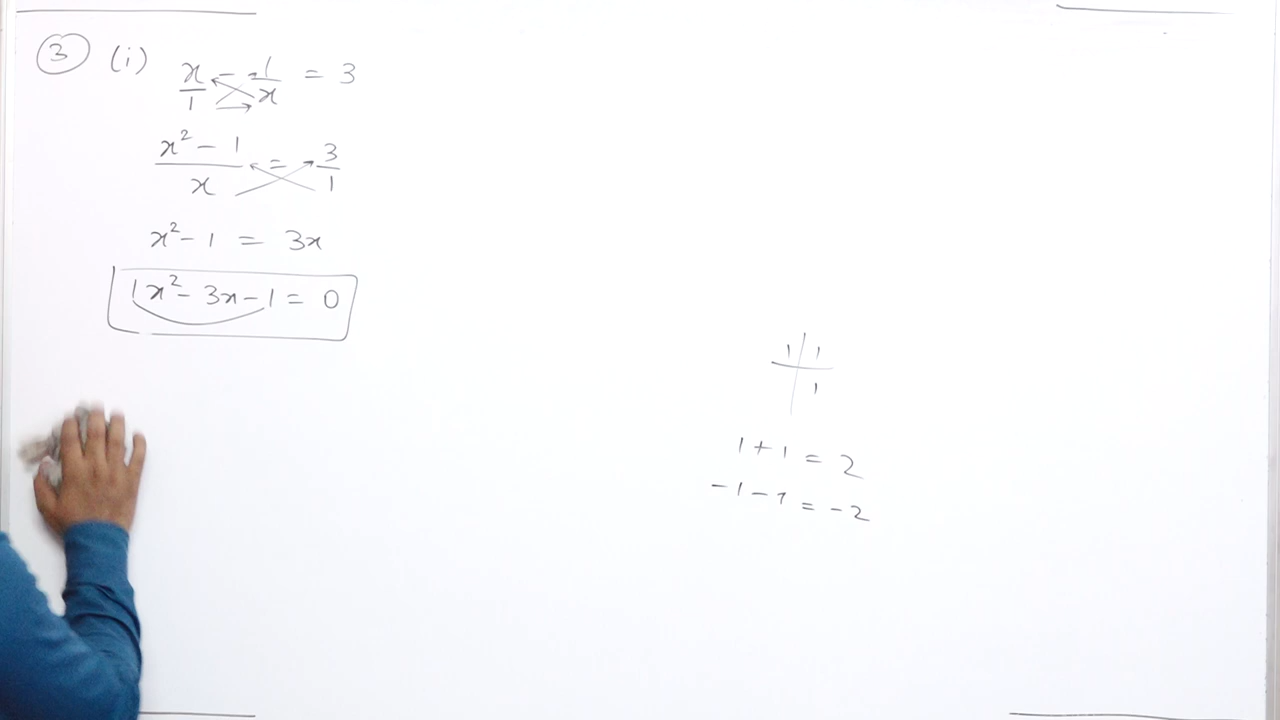 ③ (i) x/1 - 1/x = 3
(x² - 1)/x = 3/1
x² - 1 = 3x
1x² - 3x - 1 = 0
1 | 1
| 1
1 + 1 = 2
-1 - 1 = -2